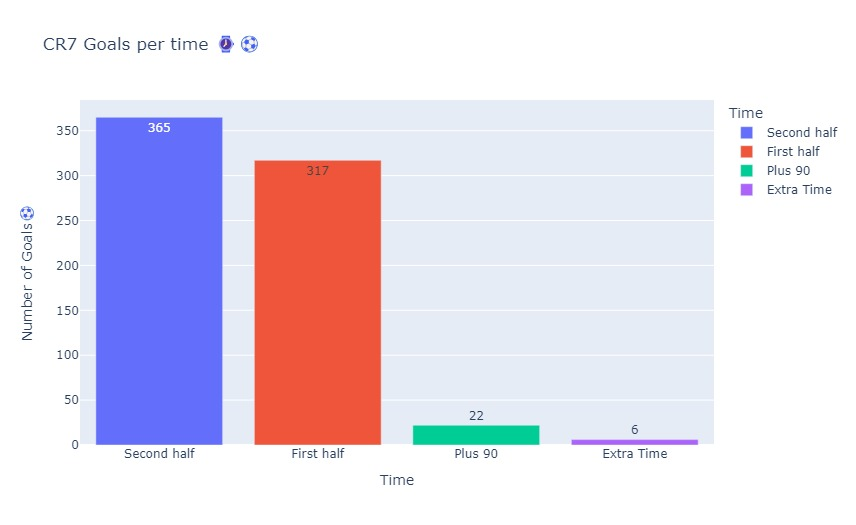 CR7 Goals per time ⌚⚽
Number of Goals⚽
350
300
250
200
150
100
50
0
365
317
22
6
Second half
First half
Plus 90
Extra Time
Time
Time
Second half
First half
Plus 90
Extra Time